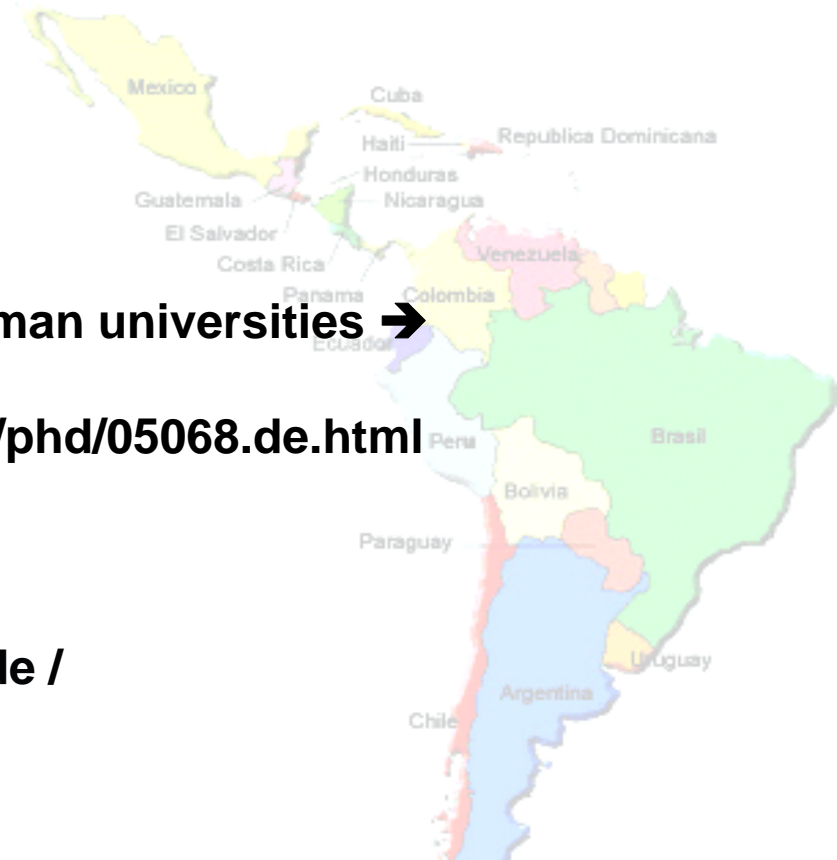 Mexico
Cuba
Haiti
Republica Dominicana
Honduras
Guatemala
Nicaragua
El Salvador
Costa Rica
Venezuela
Panama
Colombia
man universities ➔
Ecuador
/phd/05068.de.html
Peru
Brasil
Bolivia
Paraguay
le /
Uruguay
Argentina
Chile